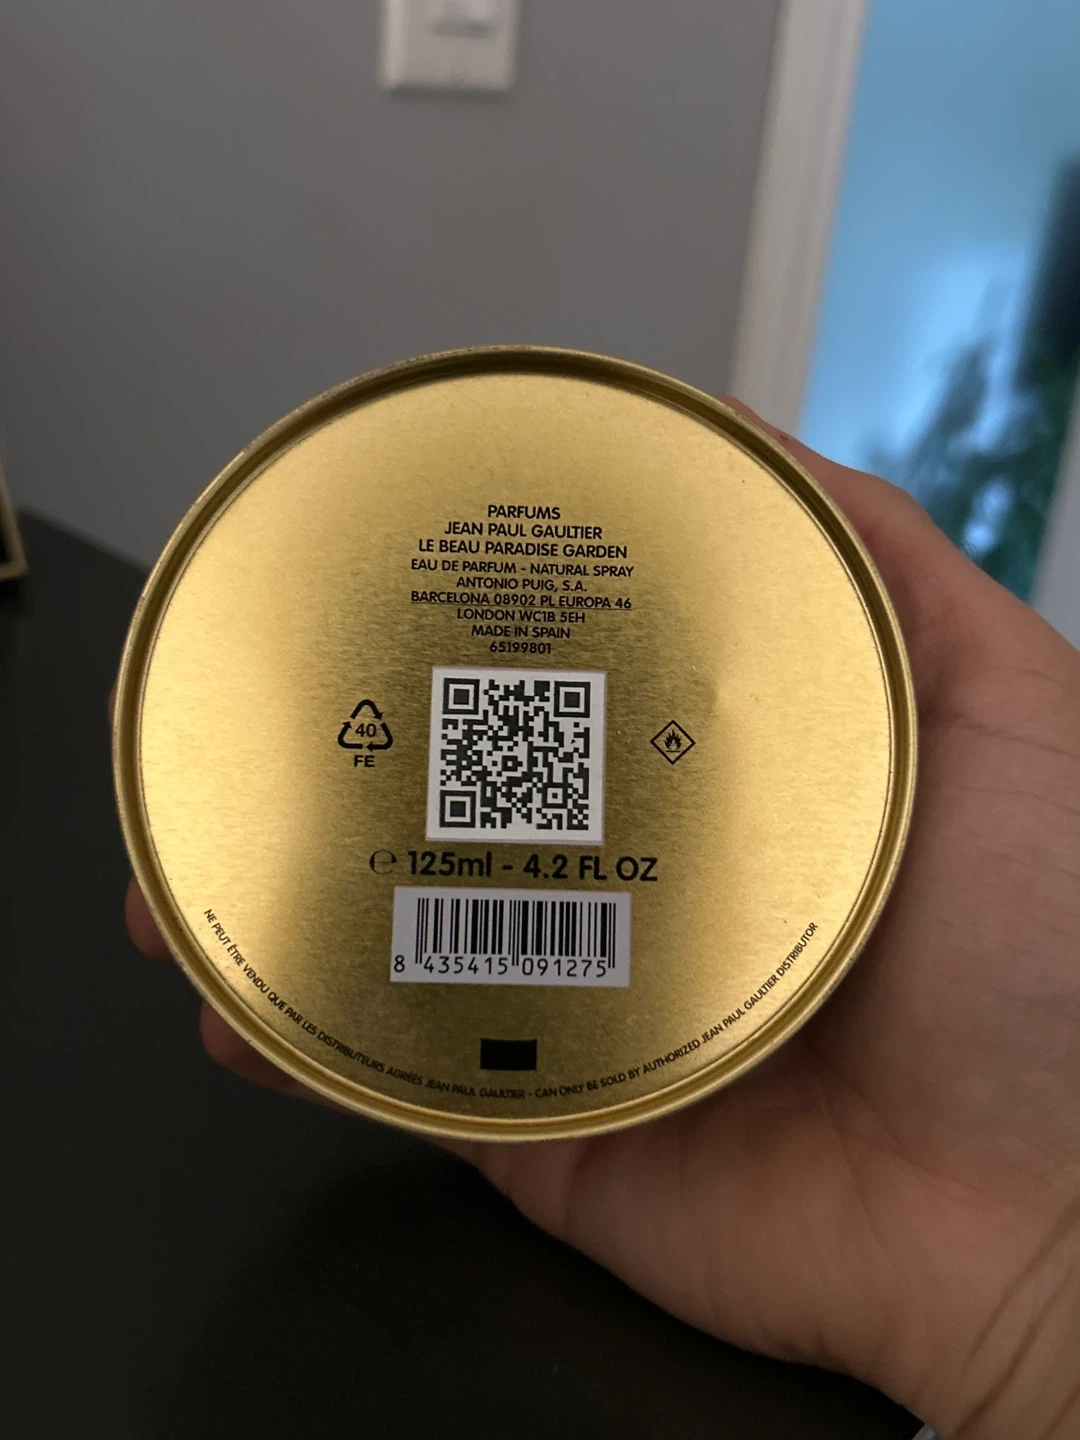 PARFUMS
JEAN PAUL GAULTIER
LE BEAU PARADISE GARDEN
EAU DE PARFUM - NATURAL SPRAY
ANTONIO PUIG, S.A.
BARCELONA 08902 PL EUROPA 46
LONDON WC1B 5EH
MADE IN SPAIN
65199801
40
FE
℮ 125ml - 4.2 FL OZ
8 435415 091275
NE PEUT ÊTRE VENDU QUE PAR LES DISTRIBUTEURS AGRÉÉS JEAN PAUL GAULTIER - CAN ONLY BE SOLD BY AUTHORIZED JEAN PAUL GAULTIER DISTRIBUTOR